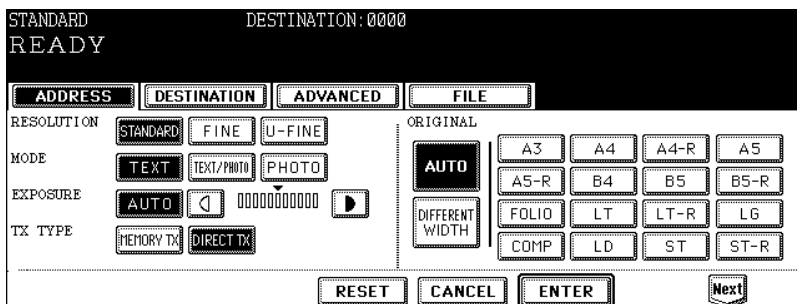 STANDARD DESTINATION:0000
READY
ADDRESS DESTINATION ADVANCED FILE
RESOLUTION STANDARD FINE U-FINE
MODE TEXT TEXT/PHOTO PHOTO
EXPOSURE AUTO
TX TYPE MEMORY TX DIRECT TX
ORIGINAL
AUTO
DIFFERENT
WIDTH
A3 A4 A4-R A5
A5-R B4 B5 B5-R
FOLIO LT LT-R LG
COMP LD ST ST-R
RESET CANCEL ENTER Next